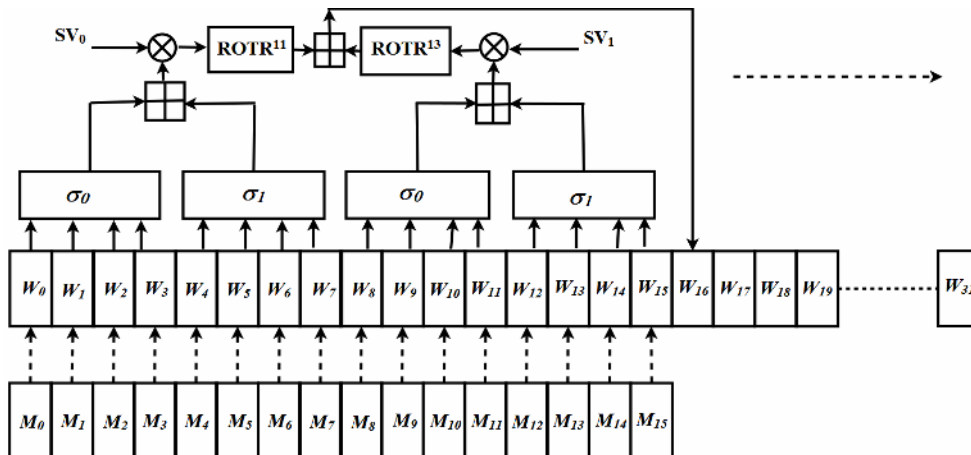 SV₀ ROTR¹¹ ROTR¹³ SV₁
σ₀ σ₁ σ₀ σ₁
W₀ W₁ W₂ W₃ W₄ W₅ W₆ W₇ W₈ W₉ W₁₀ W₁₁ W₁₂ W₁₃ W₁₄ W₁₅ W₁₆ W₁₇ W₁₈ W₁₉
M₀ M₁ M₂ M₃ M₄ M₅ M₆ M₇ M₈ M₉ M₁₀ M₁₁ M₁₂ M₁₃ M₁₄ M₁₅